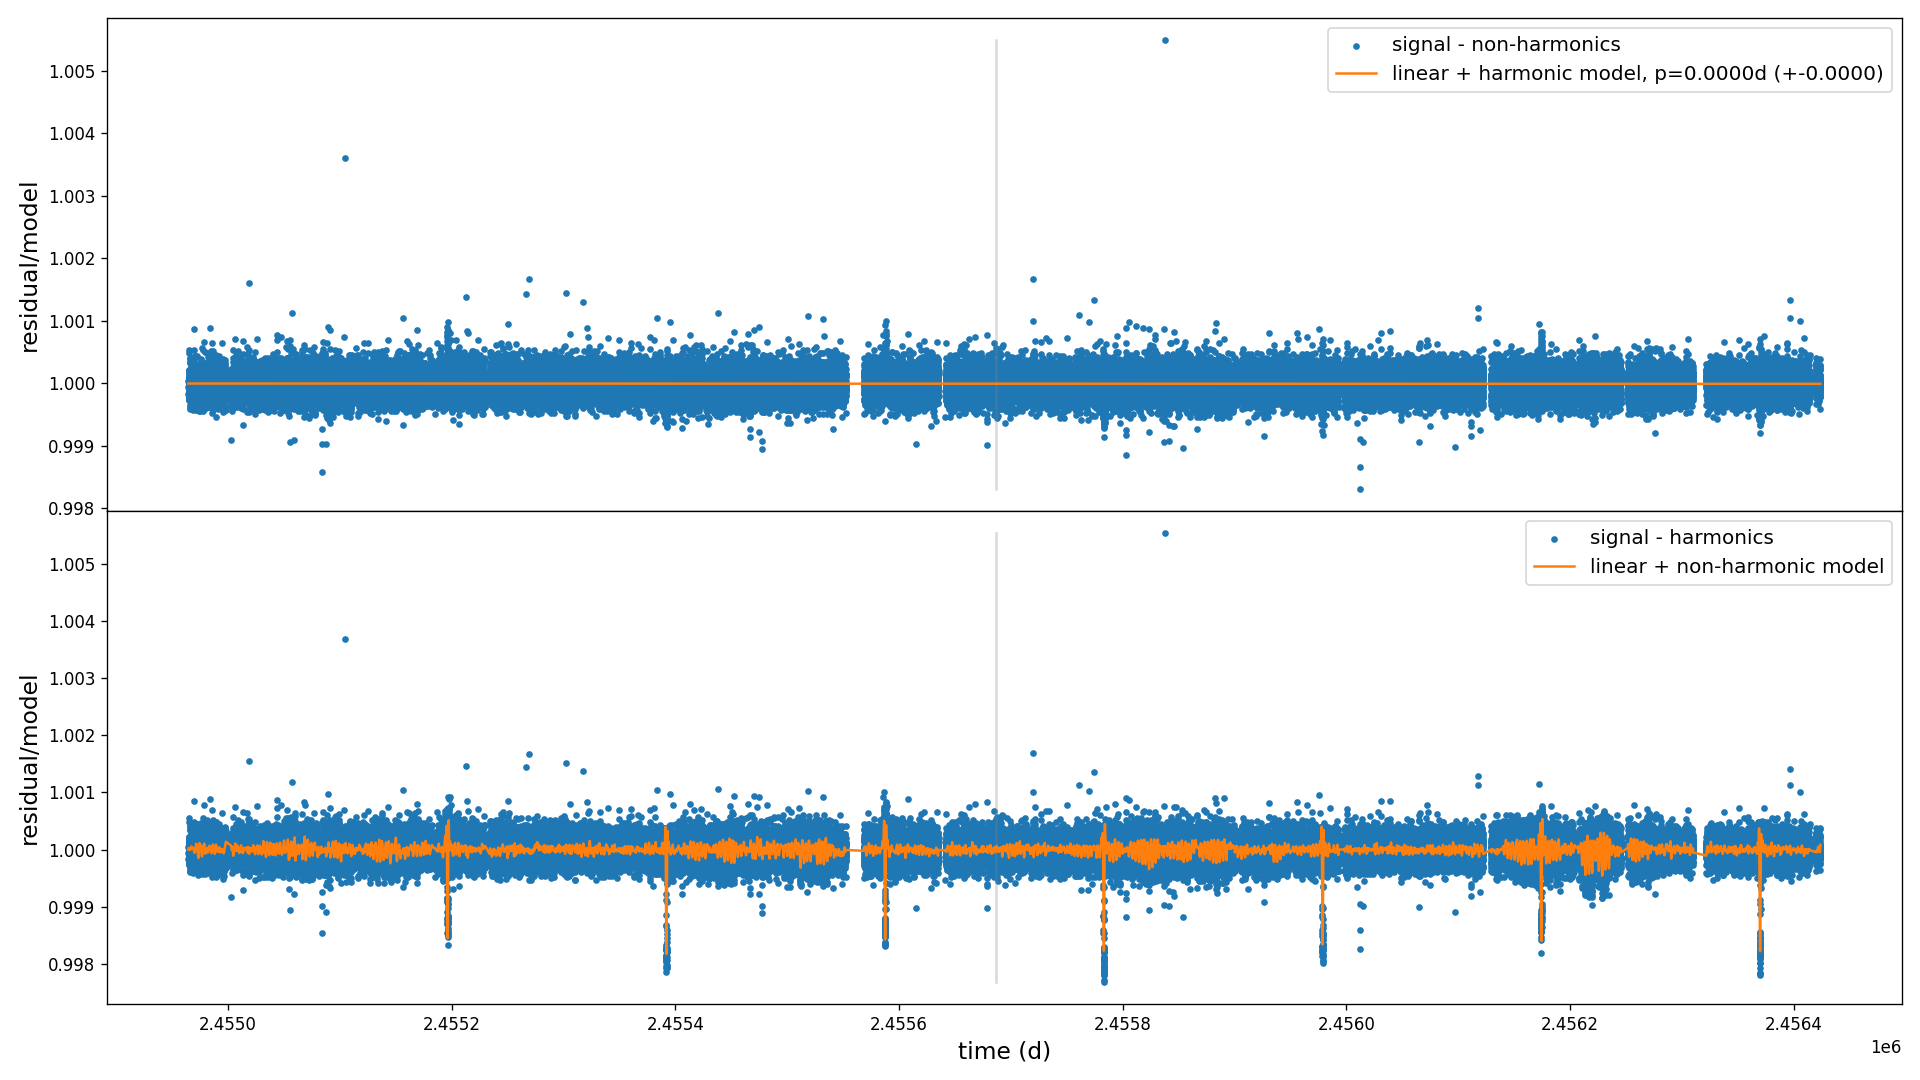 residual/model
1.005
1.004
1.003
1.002
1.001
1.000
0.999
0.998
signal - non-harmonics
linear + harmonic model, p=0.0000d (+-0.0000)
residual/model
1.005
1.004
1.003
1.002
1.001
1.000
0.999
0.998
signal - harmonics
linear + non-harmonic model
2.4550 2.4552 2.4554 2.4556 2.4558 2.4560 2.4562 2.4564
1e6
time (d)